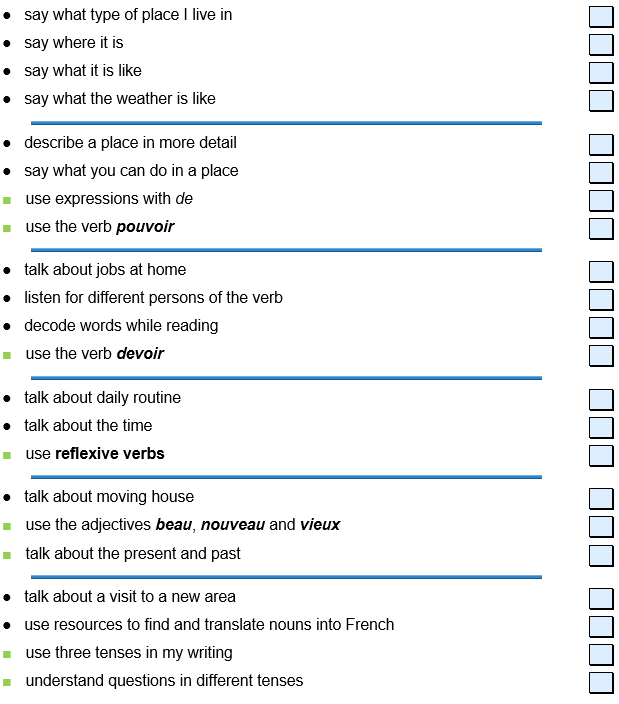 say what type of place I live in
say where it is
say what it is like
say what the weather is like
describe a place in more detail
say what you can do in a place
use expressions with de
use the verb pouvoir
talk about jobs at home
listen for different persons of the verb
decode words while reading
use the verb devoir
talk about daily routine
talk about the time
use reflexive verbs
talk about moving house
use the adjectives beau, nouveau and vieux
talk about the present and past
talk about a visit to a new area
use resources to find and translate nouns into French
use three tenses in my writing
understand questions in different tenses